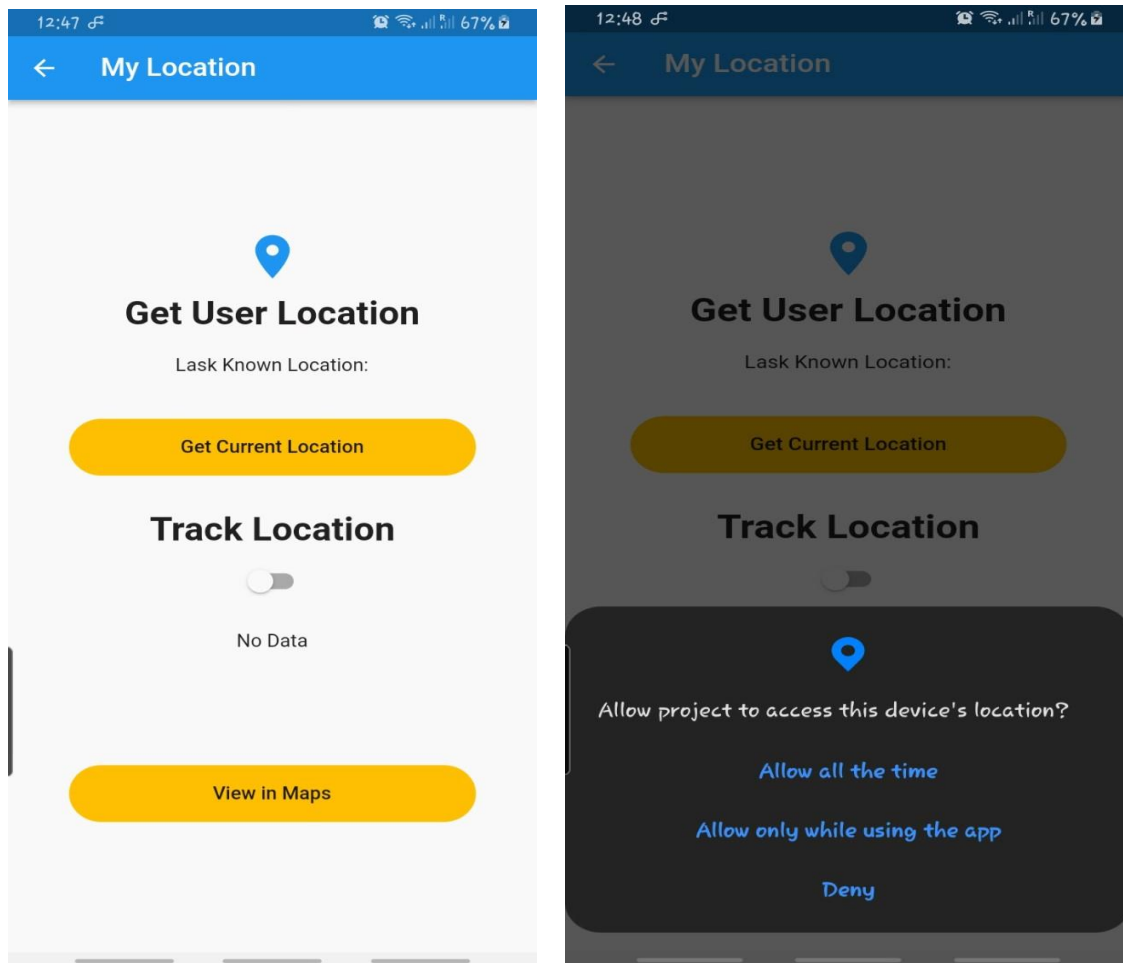 12:47
67%
My Location
Get User Location
Lask Known Location:
Get Current Location
Track Location
No Data
View in Maps
12:48
R
67%
My Location
Get User Location
Lask Known Location:
Get Current Location
Track Location
Allow project to access this device's location?
Allow all the time
Allow only while using the app
Deny